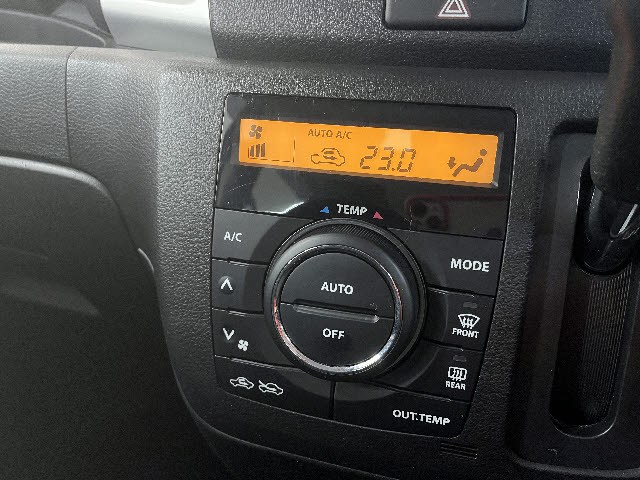 AUTO A/C
23.0
TEMP
A/C
MODE
AUTO
OFF
FRONT
REAR
OUT.TEMP